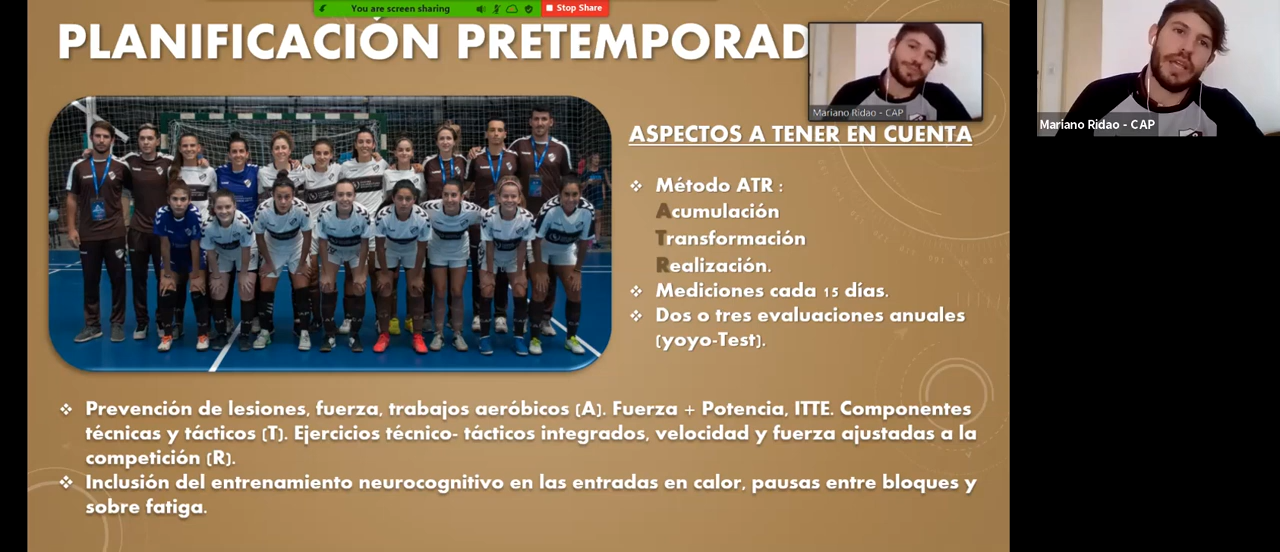 You are screen sharing
Stop Share
PLANIFICACIÓN PRETEMPORAD
Mariano Ridao - CAP
Mariano Ridao - CAP
ASPECTOS A TENER EN CUENTA
❖ Método ATR :
Acumulación
Transformación
Realización.
❖ Mediciones cada 15 días.
❖ Dos o tres evaluaciones anuales
(yoyo-Test).
❖ Prevención de lesiones, fuerza, trabajos aeróbicos (A). Fuerza + Potencia, ITTE. Componentes
técnicas y tácticos (T). Ejercicios técnico- tácticos integrados, velocidad y fuerza ajustadas a la
competición (R).
❖ Inclusión del entrenamiento neurocognitivo en las entradas en calor, pausas entre bloques y
sobre fatiga.